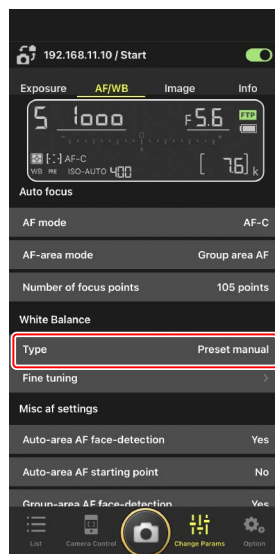 192.168.11.10 / Start
Exposure AF/WB Image Info
S 1000 F5.6 FTP
AF-C
WB PRE ISO-AUTO 400 [ 7.6] k
Auto focus
AF mode AF-C
AF-area mode Group area AF
Number of focus points 105 points
White Balance
Type Preset manual
Fine tuning >
Misc af settings
Auto-area AF face-detection Yes
Auto-area AF starting point No
Group-area AF face-detection Yes
List Camera Control Change Params Option